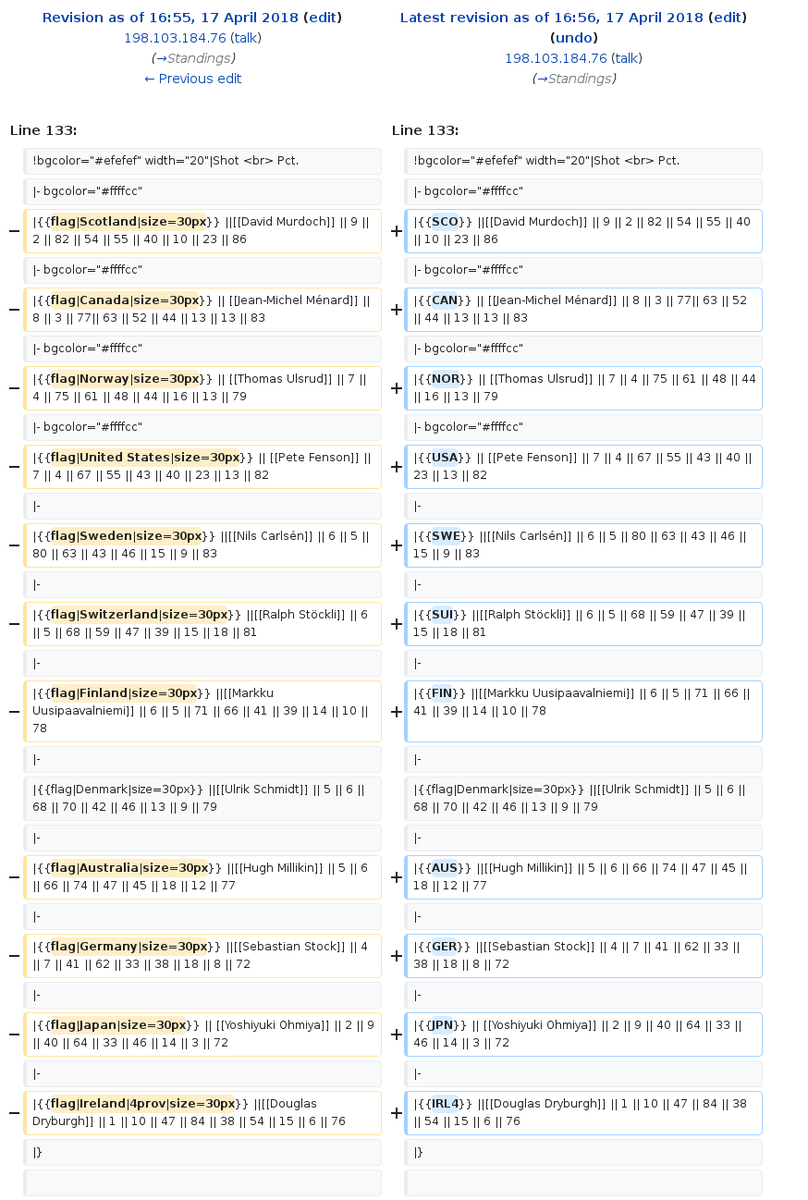 Revision as of 16:55, 17 April 2018 (edit)
198.103.184.76 (talk)
(→Standings)
← Previous edit
Latest revision as of 16:56, 17 April 2018 (edit)
(undo)
198.103.184.76 (talk)
(→Standings)
Line 133:
Line 133:
!bgcolor="#efefef" width="20"|Shot <br> Pct.
!bgcolor="#efefef" width="20"|Shot <br> Pct.
|- bgcolor="#ffffcc"
|- bgcolor="#ffffcc"
− |{{flag|Scotland|size=30px}} ||[[David Murdoch]] || 9 ||
2 || 82 || 54 || 55 || 40 || 10 || 23 || 86
+ |{{SCO}} ||[[David Murdoch]] || 9 || 2 || 82 || 54 || 55 || 40
|| 10 || 23 || 86
|- bgcolor="#ffffcc"
|- bgcolor="#ffffcc"
− |{{flag|Canada|size=30px}} || [[Jean-Michel Ménard]] ||
8 || 3 || 77|| 63 || 52 || 44 || 13 || 13 || 83
+ |{{CAN}} || [[Jean-Michel Ménard]] || 8 || 3 || 77|| 63 || 52
|| 44 || 13 || 13 || 83
|- bgcolor="#ffffcc"
|- bgcolor="#ffffcc"
− |{{flag|Norway|size=30px}} || [[Thomas Ulsrud]] || 7 ||
4 || 75 || 61 || 48 || 44 || 16 || 13 || 79
+ |{{NOR}} || [[Thomas Ulsrud]] || 7 || 4 || 75 || 61 || 48 || 44
|| 16 || 13 || 79
|- bgcolor="#ffffcc"
|- bgcolor="#ffffcc"
− |{{flag|United States|size=30px}} || [[Pete Fenson]] ||
7 || 4 || 67 || 55 || 43 || 40 || 23 || 13 || 82
+ |{{USA}} || [[Pete Fenson]] || 7 || 4 || 67 || 55 || 43 || 40 ||
23 || 13 || 82
|-
|-
− |{{flag|Sweden|size=30px}} ||[[Nils Carlsén]] || 6 || 5 ||
80 || 63 || 43 || 46 || 15 || 9 || 83
+ |{{SWE}} ||[[Nils Carlsén]] || 6 || 5 || 80 || 63 || 43 || 46 ||
15 || 9 || 83
|-
|-
− |{{flag|Switzerland|size=30px}} ||[[Ralph Stöckli]] || 6
|| 5 || 68 || 59 || 47 || 39 || 15 || 18 || 81
+ |{{SUI}} ||[[Ralph Stöckli]] || 6 || 5 || 68 || 59 || 47 || 39 ||
15 || 18 || 81
|-
|-
− |{{flag|Finland|size=30px}} ||[[Markku
Uusipaavalniemi]] || 6 || 5 || 71 || 66 || 41 || 39 || 14 || 10 ||
78
+ |{{FIN}} ||[[Markku Uusipaavalniemi]] || 6 || 5 || 71 || 66 ||
41 || 39 || 14 || 10 || 78
|-
|-
|{{flag|Denmark|size=30px}} ||[[Ulrik Schmidt]] || 5 || 6 ||
68 || 70 || 42 || 46 || 13 || 9 || 79
|{{flag|Denmark|size=30px}} ||[[Ulrik Schmidt]] || 5 || 6 ||
68 || 70 || 42 || 46 || 13 || 9 || 79
|-
|-
− |{{flag|Australia|size=30px}} ||[[Hugh Millikin]] || 5 || 6
|| 66 || 74 || 47 || 45 || 18 || 12 || 77
+ |{{AUS}} ||[[Hugh Millikin]] || 5 || 6 || 66 || 74 || 47 || 45 ||
18 || 12 || 77
|-
|-
− |{{flag|Germany|size=30px}} ||[[Sebastian Stock]] || 4
|| 7 || 41 || 62 || 33 || 38 || 18 || 8 || 72
+ |{{GER}} ||[[Sebastian Stock]] || 4 || 7 || 41 || 62 || 33 ||
38 || 18 || 8 || 72
|-
|-
− |{{flag|Japan|size=30px}} || [[Yoshiyuki Ohmiya]] || 2 || 9
|| 40 || 64 || 33 || 46 || 14 || 3 || 72
+ |{{JPN}} || [[Yoshiyuki Ohmiya]] || 2 || 9 || 40 || 64 || 33 ||
46 || 14 || 3 || 72
|-
|-
− |{{flag|Ireland|4prov|size=30px}} ||[[Douglas
Dryburgh]] || 1 || 10 || 47 || 84 || 38 || 54 || 15 || 6 || 76
+ |{{IRL4}} ||[[Douglas Dryburgh]] || 1 || 10 || 47 || 84 || 38
|| 54 || 15 || 6 || 76
|}
|}